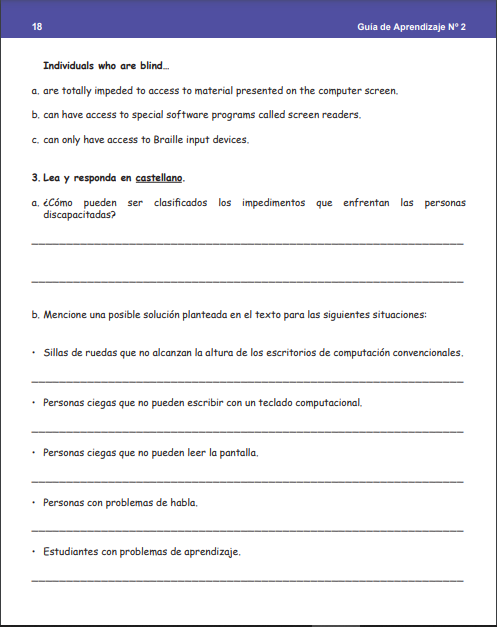 18 Guía de Aprendizaje Nº 2
Individuals who are blind...
a. are totally impeded to access to material presented on the computer screen.
b. can have access to special software programs called screen readers.
c. can only have access to Braille input devices.
3. Lea y responda en castellano.
a. ¿Cómo pueden ser clasificados los impedimentos que enfrentan las personas
discapacitadas?
b. Mencione una posible solución planteada en el texto para las siguientes situaciones:
• Sillas de ruedas que no alcanzan la altura de los escritorios de computación convencionales.
• Personas ciegas que no pueden escribir con un teclado computacional.
• Personas ciegas que no pueden leer la pantalla.
• Personas con problemas de habla.
• Estudiantes con problemas de aprendizaje.